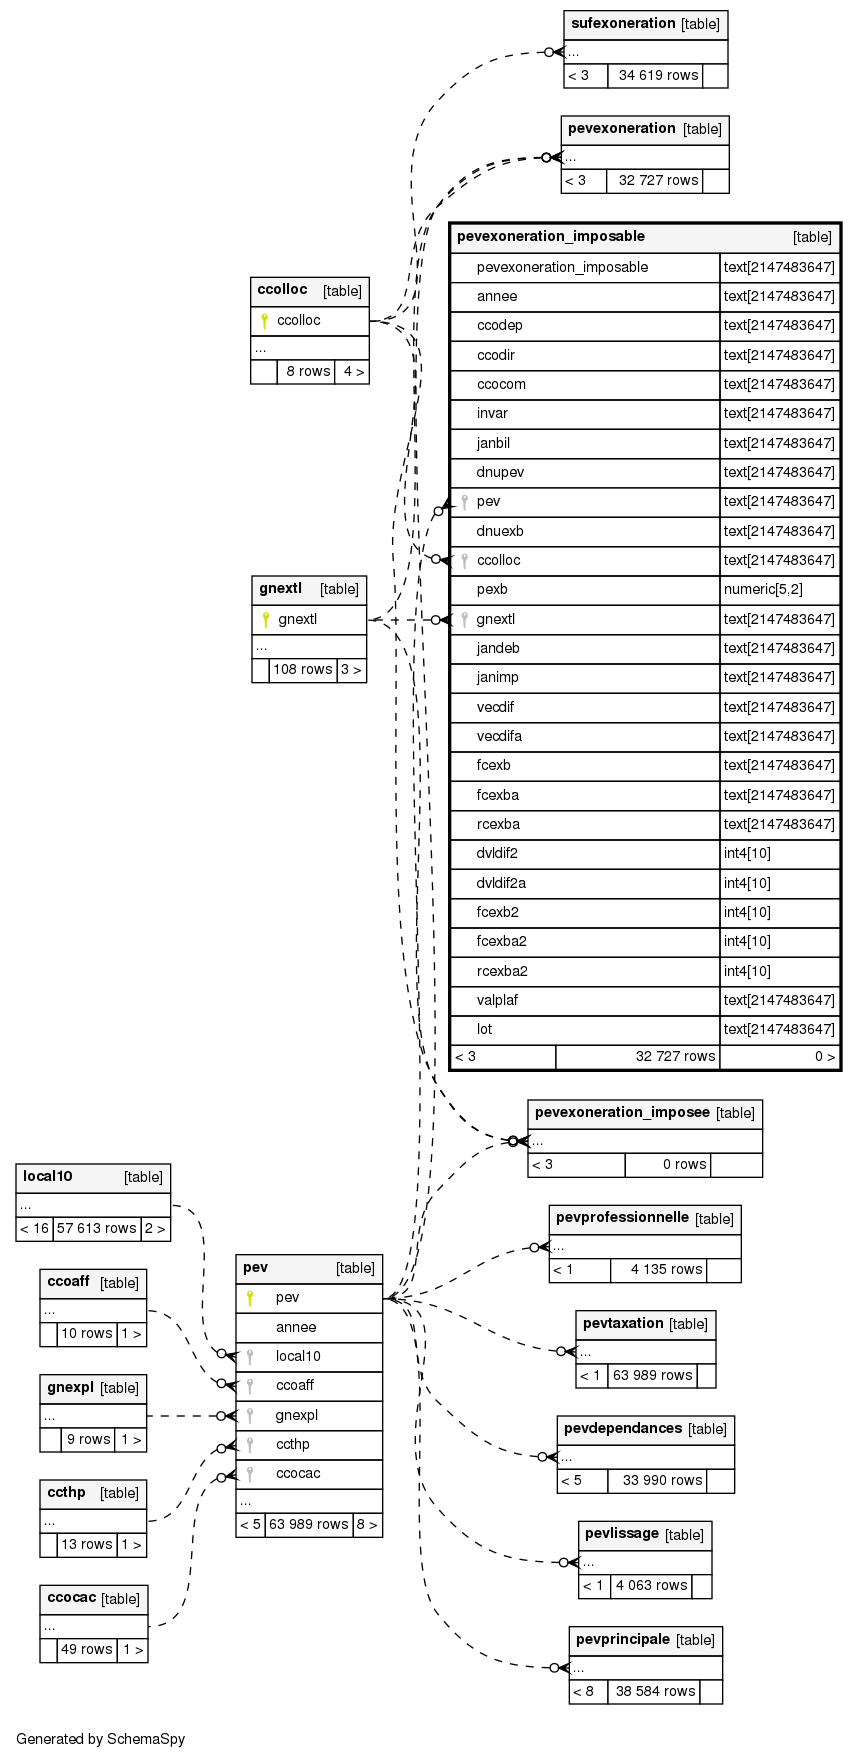 sufexoneration [table]
...
< 3 34 619 rows
pevexoneration [table]
...
< 3 32 727 rows
pevexoneration_imposable [table]
pevexoneration_imposable text[2147483647]
annee text[2147483647]
ccodep text[2147483647]
ccodir text[2147483647]
ccocom text[2147483647]
invar text[2147483647]
janbil text[2147483647]
dnupev text[2147483647]
pev text[2147483647]
dnuexb text[2147483647]
ccolloc text[2147483647]
pexb numeric[5,2]
gnextl text[2147483647]
jandeb text[2147483647]
janimp text[2147483647]
vecdif text[2147483647]
vecdifa text[2147483647]
fcexb text[2147483647]
fcexba text[2147483647]
rcexba text[2147483647]
dvldif2 int4[10]
dvldif2a int4[10]
fcexb2 int4[10]
fcexba2 int4[10]
rcexba2 int4[10]
valplaf text[2147483647]
lot text[2147483647]
< 3 32 727 rows 0 >
ccolloc [table]
ccolloc
...
8 rows 4 >
gnextl [table]
gnextl
...
108 rows 3 >
pevexoneration_imposee [table]
...
< 3 0 rows
local10 [table]
...
< 16 57 613 rows 2 >
ccoaff [table]
...
10 rows 1 >
gnexpl [table]
...
9 rows 1 >
ccthp [table]
...
13 rows 1 >
ccocac [table]
...
49 rows 1 >
pev [table]
pev
annee
local10
ccoaff
gnexpl
ccthp
ccocac
...
< 5 63 989 rows 8 >
pevprofessionnelle [table]
...
< 1 4 135 rows
pevtaxation [table]
...
< 1 63 989 rows
pevdependances [table]
...
< 5 33 990 rows
pevlissage [table]
...
< 1 4 063 rows
pevprincipale [table]
...
< 8 38 584 rows
Generated by SchemaSpy